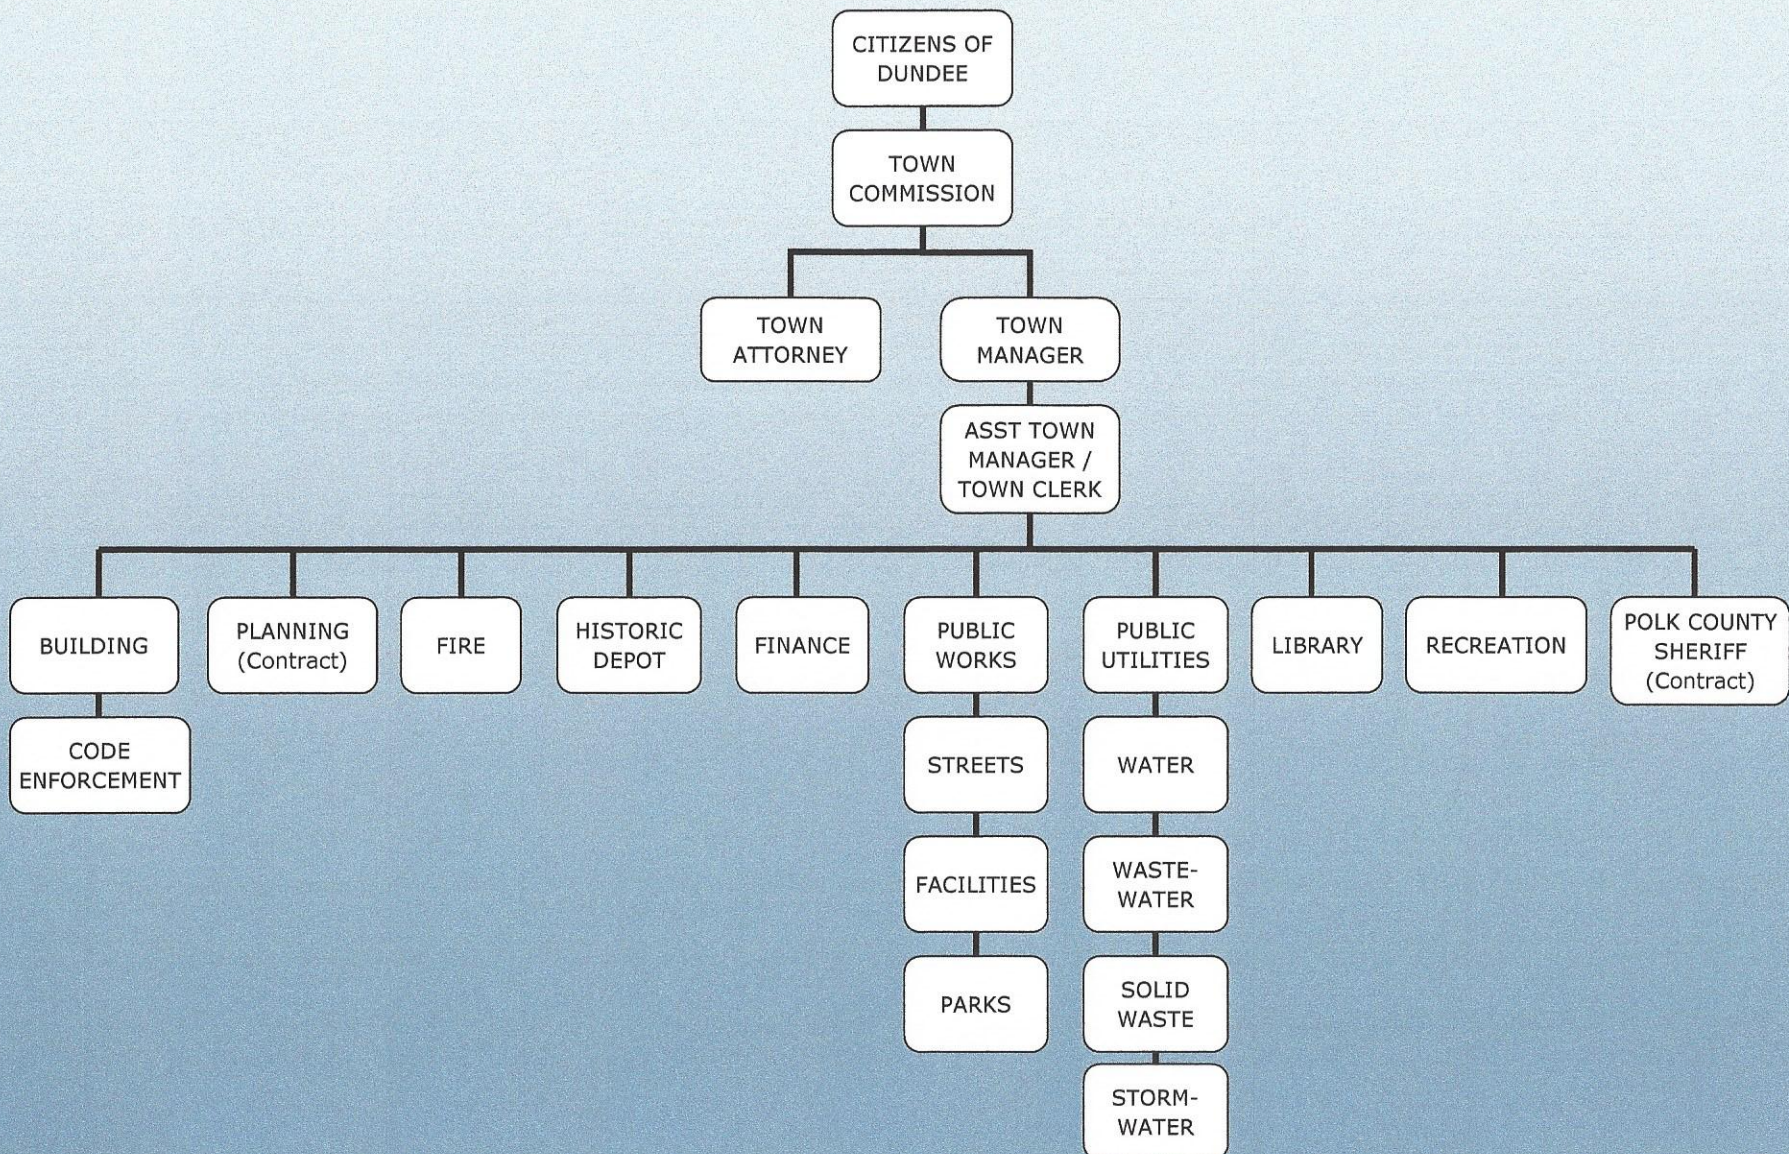 CITIZENS OF
DUNDEE
TOWN
COMMISSION
TOWN
ATTORNEY
TOWN
MANAGER
ASST TOWN
MANAGER /
TOWN CLERK
BUILDING
PLANNING
(Contract)
FIRE
HISTORIC
DEPOT
FINANCE
PUBLIC
WORKS
PUBLIC
UTILITIES
LIBRARY
RECREATION
POLK COUNTY
SHERIFF
(Contract)
CODE
ENFORCEMENT
STREETS
WATER
FACILITIES
WASTE-
WATER
PARKS
SOLID
WASTE
STORM-
WATER